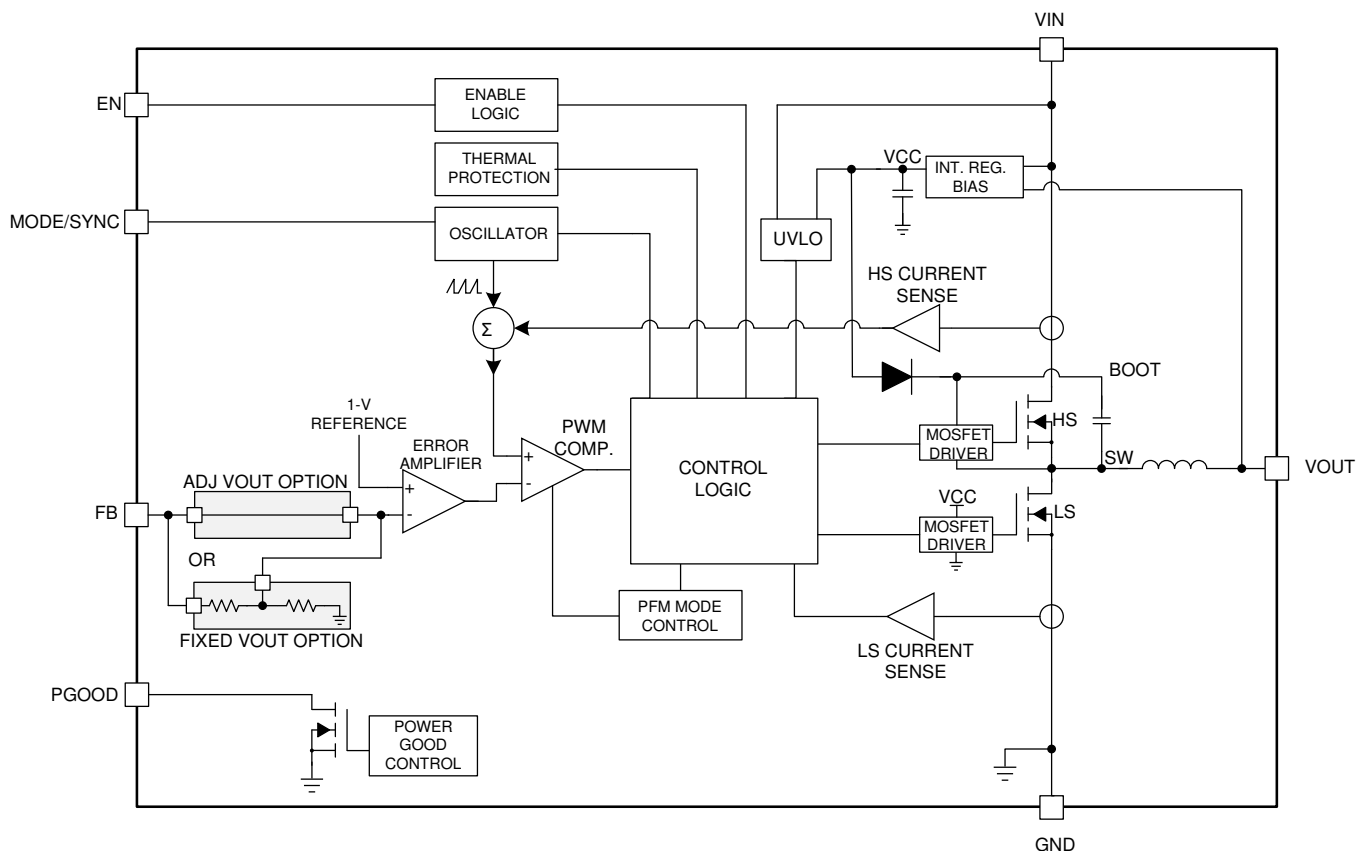 VIN
EN
ENABLE
LOGIC
THERMAL
PROTECTION
VCC
INT. REG.
BIAS
MODE/SYNC
OSCILLATOR
UVLO
HS CURRENT
SENSE
Σ
BOOT
1-V
REFERENCE
ERROR
AMPLIFIER
PWM
COMP.
+
-
+
-
CONTROL
LOGIC
MOSFET
DRIVER
HS
SW
VOUT
ADJ VOUT OPTION
FB
OR
FIXED VOUT OPTION
VCC
MOSFET
DRIVER
LS
PFM MODE
CONTROL
LS CURRENT
SENSE
PGOOD
POWER
GOOD
CONTROL
GND